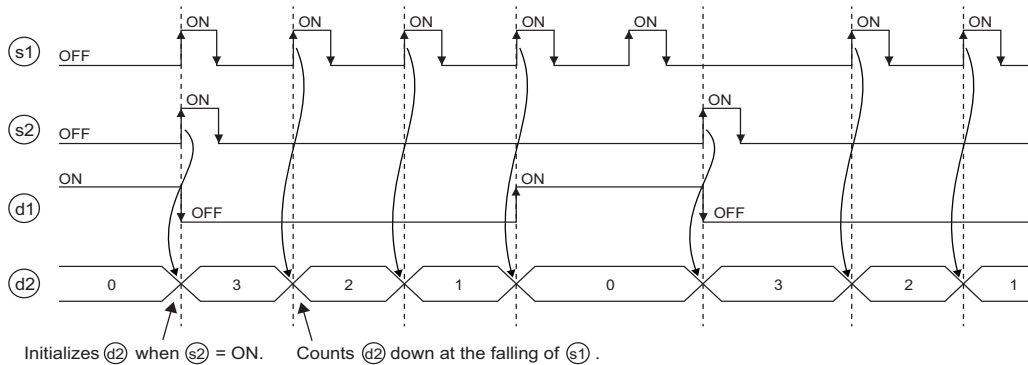 ON ON ON ON ON ON ON
s1 OFF
ON ON
s2 OFF
ON ON
d1 OFF OFF
d2 0 3 2 1 0 3 2 1
Initializes d2 when s2 = ON. Counts d2 down at the falling of s1 .